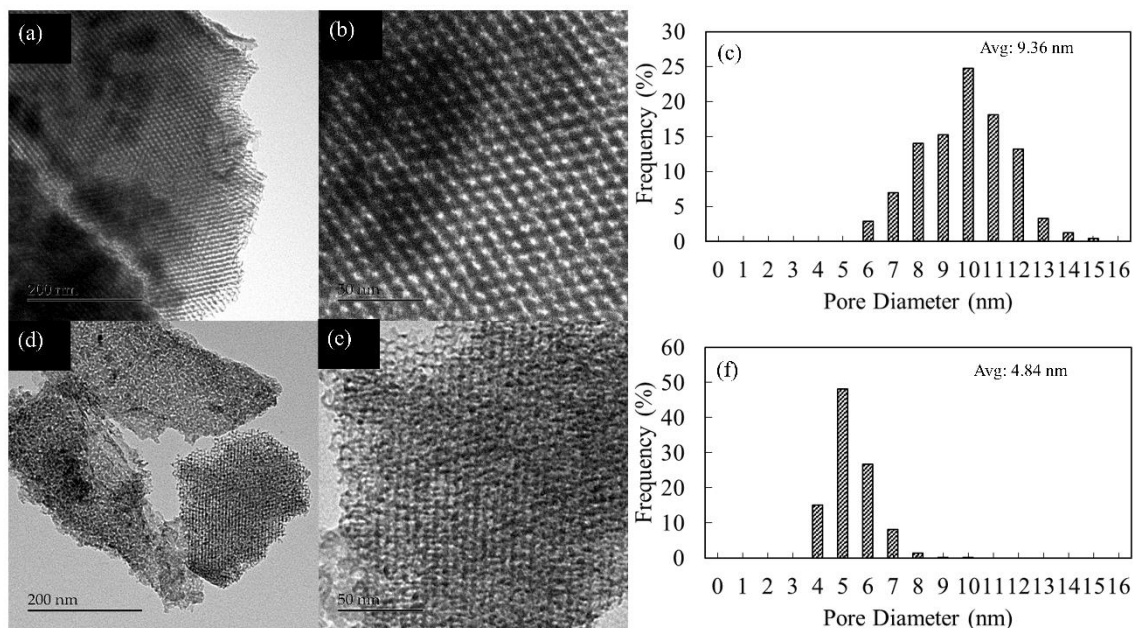 (a)
200 nm
(b)
50 nm
(c)
Avg: 9.36 nm
Frequency (%)
30
25
20
15
10
5
0
0 1 2 3 4 5 6 7 8 9 10 11 12 13 14 15 16
Pore Diameter (nm)
(d)
200 nm
(e)
50 nm
(f)
Avg: 4.84 nm
Frequency (%)
60
50
40
30
20
10
0
0 1 2 3 4 5 6 7 8 9 10 11 12 13 14 15 16
Pore Diameter (nm)